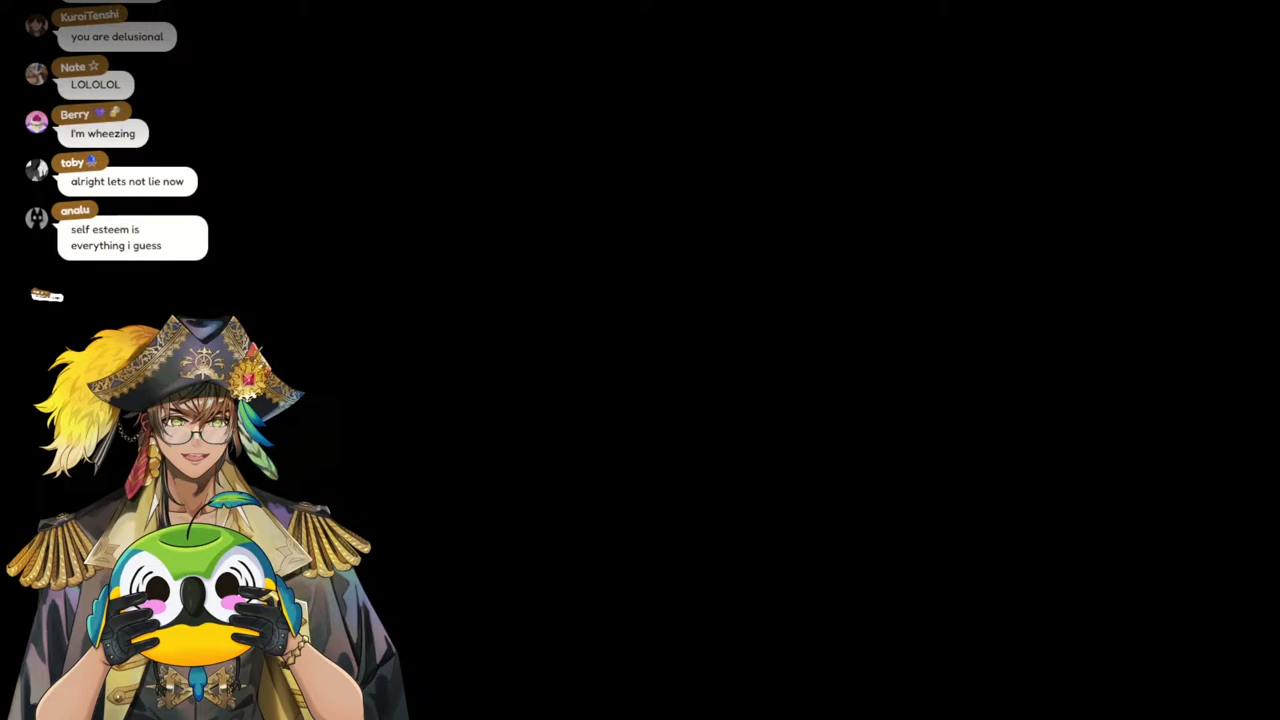 KuroiTenshi
you are delusional
Nate ☆
LOLOLOL
Berry
I'm wheezing
toby
alright lets not lie now
analu
self esteem is
everything i guess